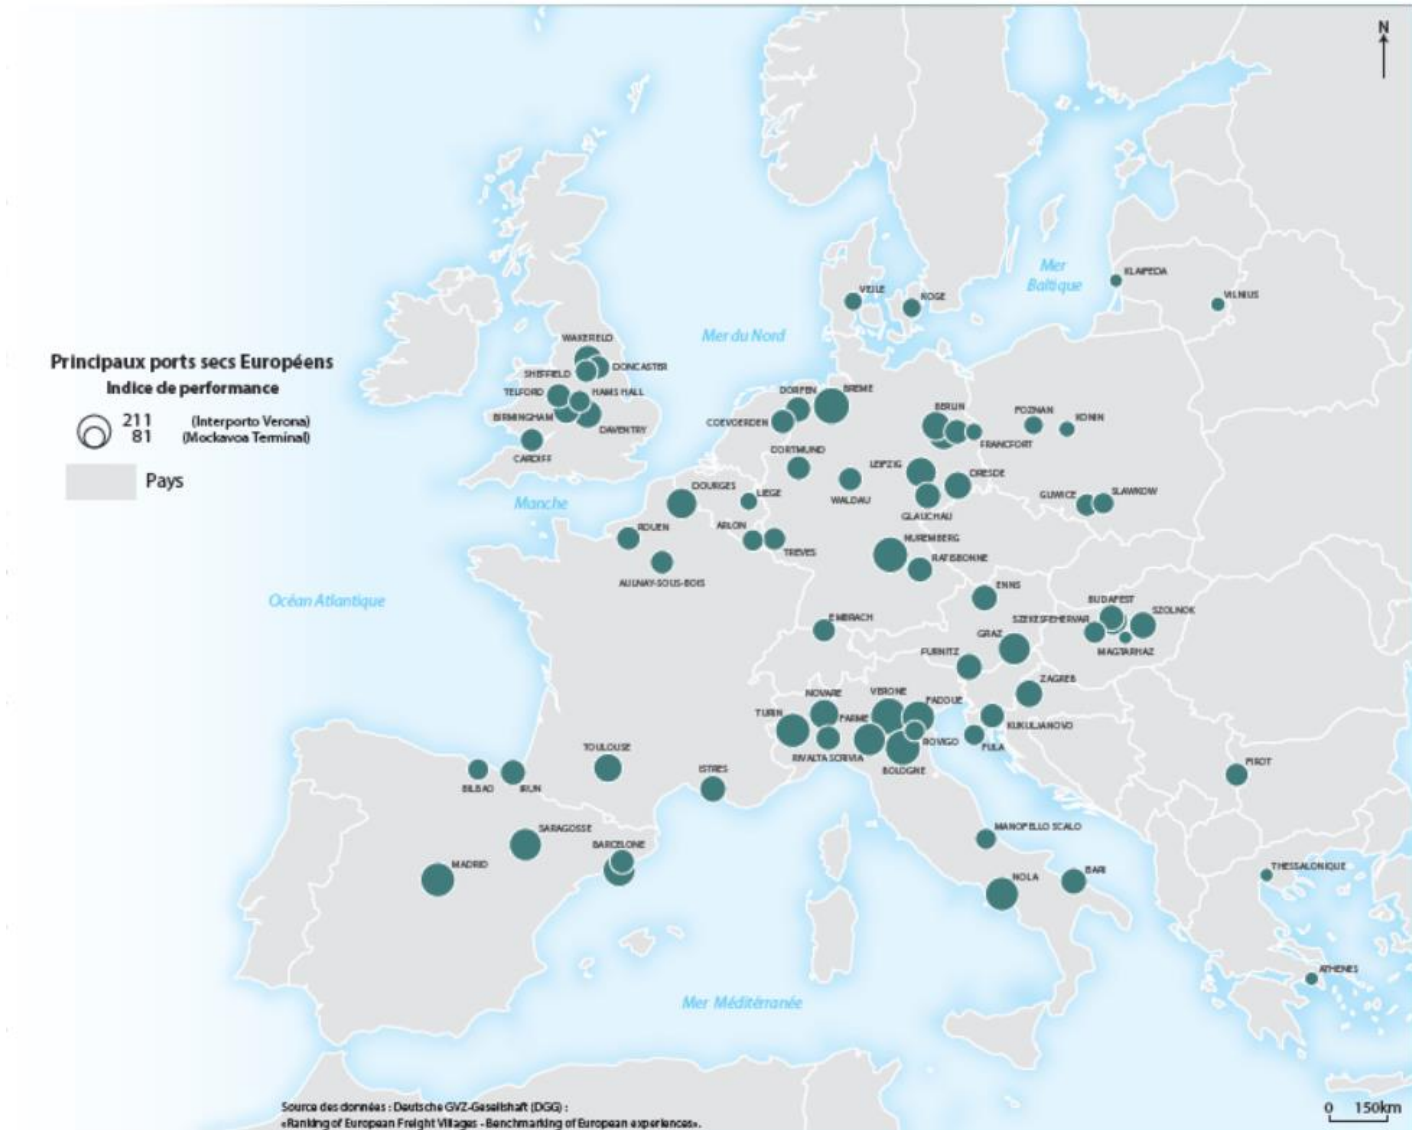 N
KLAIPEDA
Mer
Baltique
VILNIUS
VEJLE
KOGE
Mer du Nord
WAKEFIELD
Principaux ports secs Européens
DONCASTER
SHEFFIELD
Indice de performance
TELFORD
HAMS HALL
DORPEN
BREME
BERLIN
POZNAN
KONIN
211 (Interporto Verona)
BIRMINGHAM
COEVOERDEN
81 (Mockavoa Terminal)
DAVENTRY
FRANCFORT
CARDIFF
DORTMUND
LEIPZIG
DRESDE
Pays
DOURGES
LIEGE
WALDAU
GLIWICE
SLAWKOW
Manche
GLAUCHAU
ROUEN
ARLON
NUREMBERG
TREVES
RATISBONNE
AULNAY-SOUS-BOIS
ENNS
Océan Atlantique
BUDAPEST
SZOLNOK
EMBRACH
SZEKESFEHERVAR
GRAZ
FURNITZ
MAGTARHAZ
ZAGREB
NOVARE
VERONE
PADOUE
TURIN
PARME
KUKULJANOVO
ROVIGO
PULA
TOULOUSE
RIVALTA SCRIVIA
BOLOGNE
PIROT
ISTRES
BILBAO
IRUN
SARAGOSSE
MANOPELLO SCALO
BARCELONE
MADRID
THESSALONIQUE
NOLA
BARI
ATHENES
Mer Méditérranée
Source des données : Deutsche GVZ-Gesellshaft (DGG) :
«Ranking of European Freight Villages - Benchmarking of European experiences».
0 150km